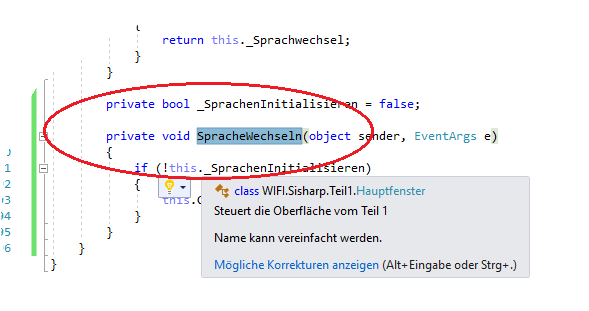 {
return this._Sprachwechsel;
}
}
private bool _SprachenInitialisieren = false;
private void SpracheWechseln(object sender, EventArgs e)
{
if (!this._SprachenInitialisieren)
{
}
}
}
}
class WIFI.Sisharp.Teil1.Hauptfenster
Steuert die Oberfläche vom Teil 1
Name kann vereinfacht werden.
Mögliche Korrekturen anzeigen (Alt+Eingabe oder Strg+.)